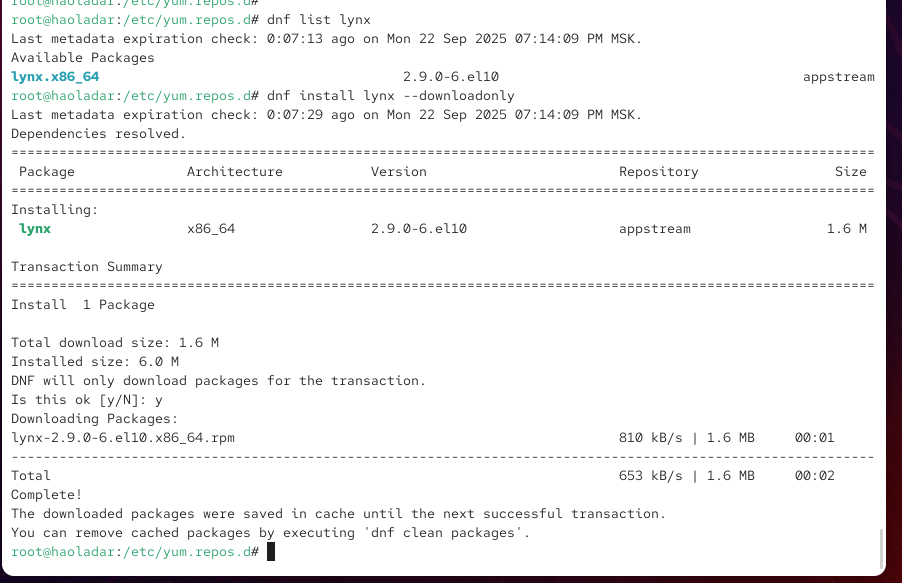 root@haoladar:/etc/yum.repos.d#
root@haoladar:/etc/yum.repos.d# dnf list lynx
Last metadata expiration check: 0:07:13 ago on Mon 22 Sep 2025 07:14:09 PM MSK.
Available Packages
lynx.x86_64                                      2.9.0-6.el10                                      appstream
root@haoladar:/etc/yum.repos.d# dnf install lynx --downloadonly
Last metadata expiration check: 0:07:29 ago on Mon 22 Sep 2025 07:14:09 PM MSK.
Dependencies resolved.
============================================================================================================
 Package              Architecture           Version                        Repository                 Size
============================================================================================================
Installing:
 lynx                 x86_64                 2.9.0-6.el10                   appstream                 1.6 M

Transaction Summary
============================================================================================================
Install  1 Package

Total download size: 1.6 M
Installed size: 6.0 M
DNF will only download packages for the transaction.
Is this ok [y/N]: y
Downloading Packages:
lynx-2.9.0-6.el10.x86_64.rpm                                                810 kB/s | 1.6 MB     00:01
------------------------------------------------------------------------------------------------------------
Total                                                                       653 kB/s | 1.6 MB     00:02
Complete!
The downloaded packages were saved in cache until the next successful transaction.
You can remove cached packages by executing 'dnf clean packages'.
root@haoladar:/etc/yum.repos.d#